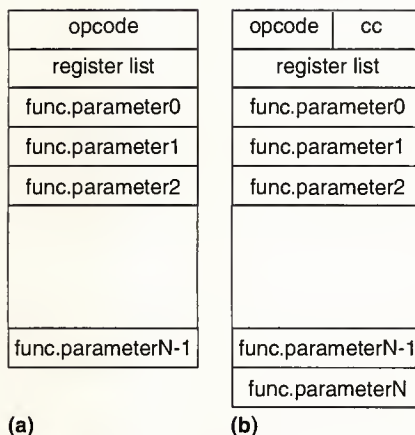 opcode
register list
func.parameter0
func.parameter1
func.parameter2
func.parameterN-1
(a)
opcode cc
register list
func.parameter0
func.parameter1
func.parameter2
func.parameterN-1
func.parameterN
(b)